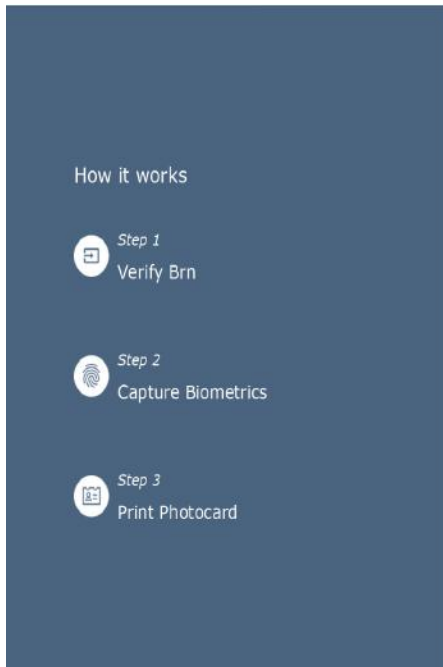 How it works
Step 1
Verify Brn
Step 2
Capture Biometrics
Step 3
Print Photocard